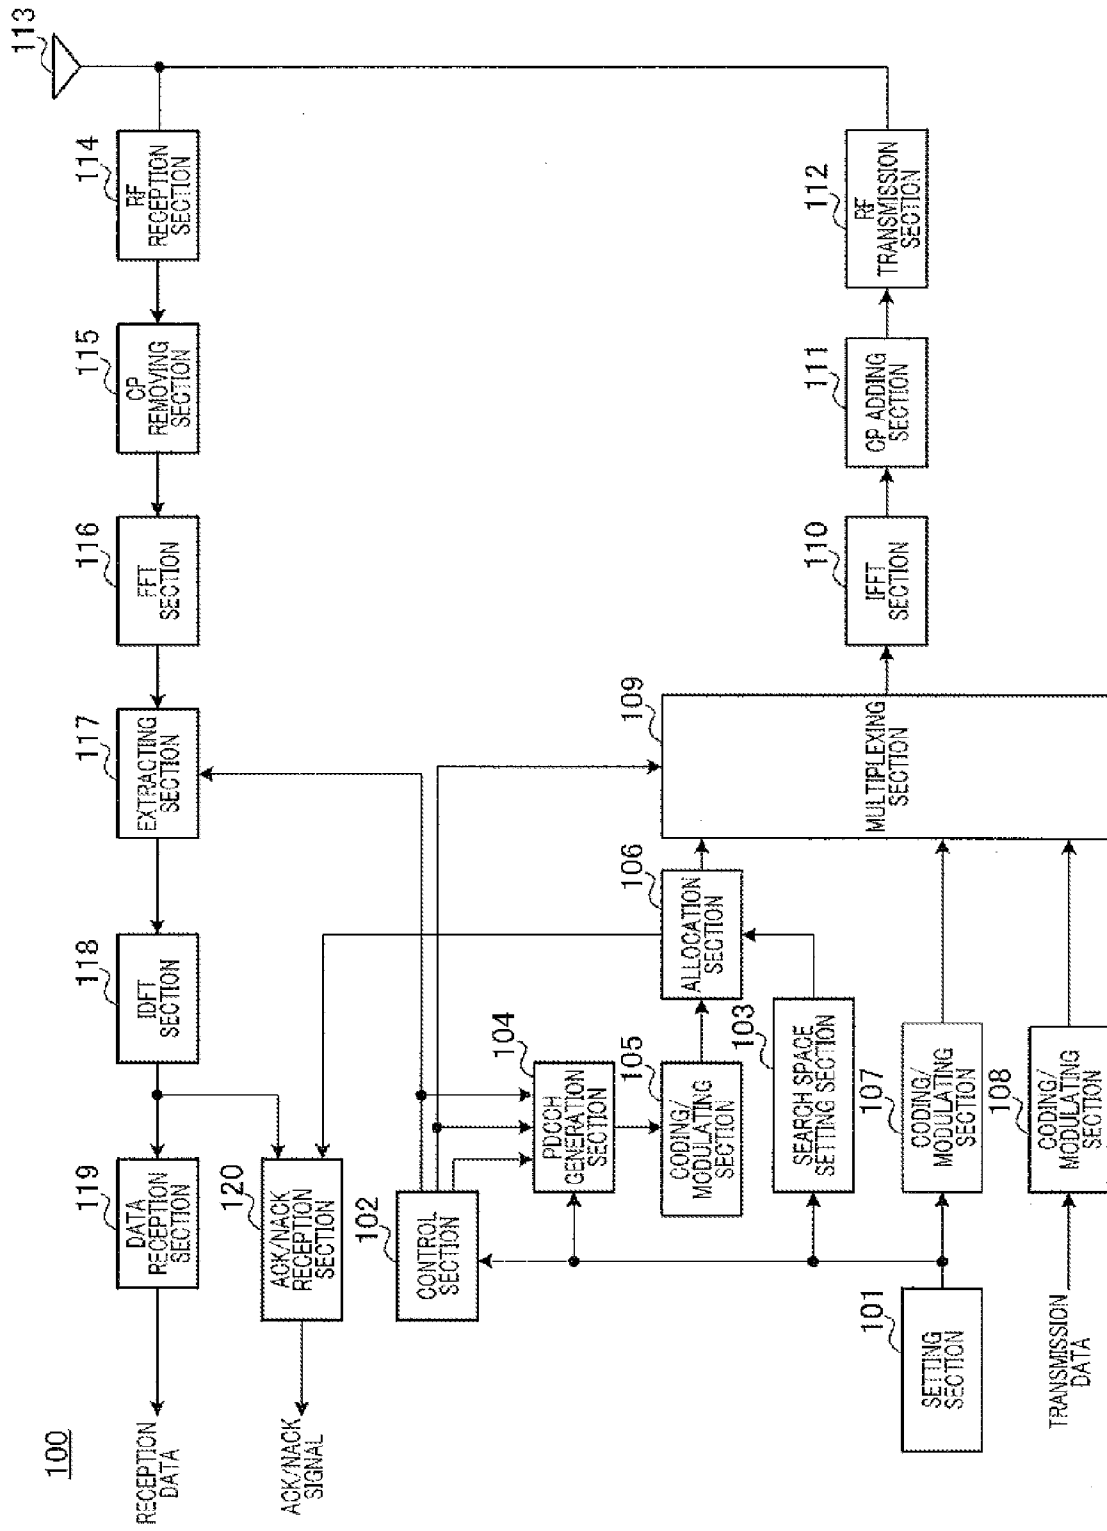 100
113
114
RF
RECEPTION
SECTION
115
CP
REMOVING
SECTION
116
FFT
SECTION
117
EXTRACTING
SECTION
118
IDFT
SECTION
119
DATA
RECEPTION
SECTION
RECEPTION
DATA
120
ACK/NACK
RECEPTION
SECTION
ACK/NACK
SIGNAL
102
CONTROL
SECTION
104
PDCCH
GENERATION
SECTION
105
CODING/
MODULATING
SECTION
106
ALLOCATION
SECTION
103
SEARCH SPACE
SETTING SECTION
107
CODING/
MODULATING
SECTION
108
CODING/
MODULATING
SECTION
101
SETTING
SECTION
TRANSMISSION
DATA
109
MULTIPLEXING
SECTION
110
IFFT
SECTION
111
CP ADDING
SECTION
112
RF
TRANSMISSION
SECTION